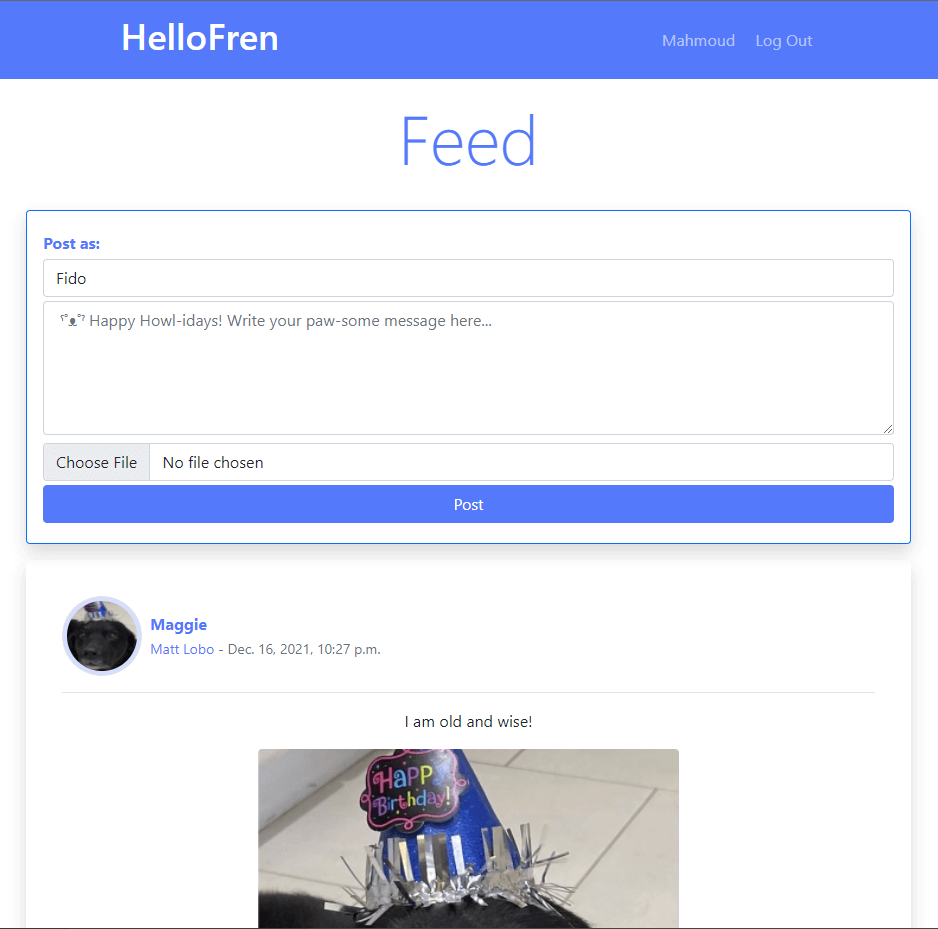 HelloFren
Mahmoud Log Out
Feed
Post as:
Fido
ʕ•ᴥ•ʔ Happy Howl-idays! Write your paw-some message here...
Choose File No file chosen
Post
Maggie
Matt Lobo - Dec. 16, 2021, 10:27 p.m.
I am old and wise!
HAPPY
Birthday!